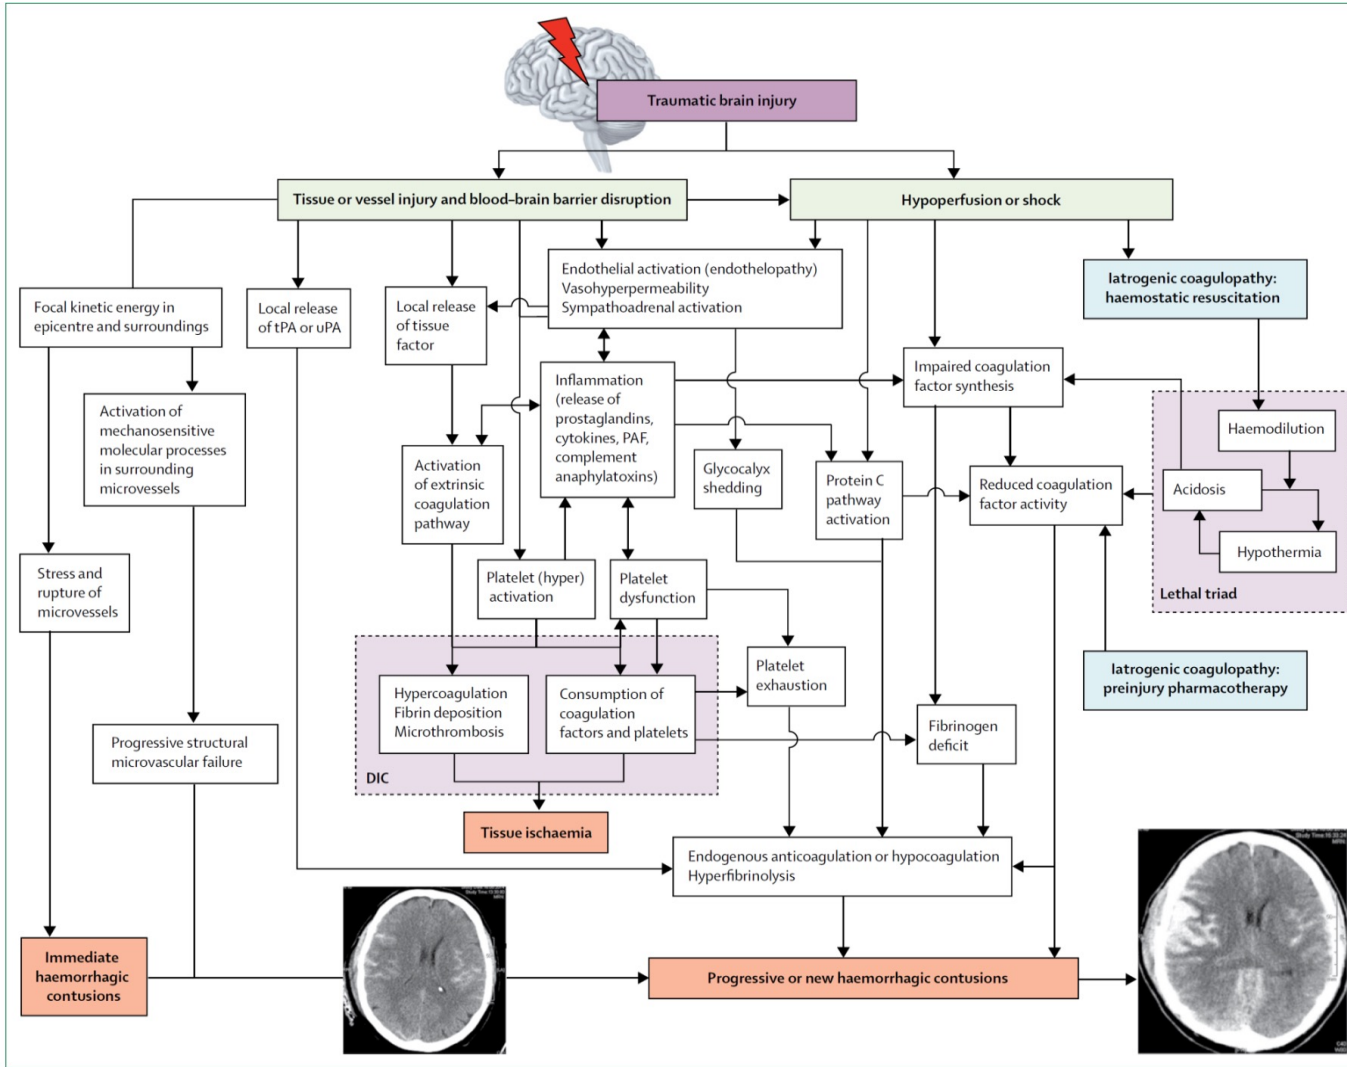 Traumatic brain injury
Tissue or vessel injury and blood–brain barrier disruption
Hypoperfusion or shock
Endothelial activation (endothelopathy)
Vasohyperpermeability
Sympathoadrenal activation
Iatrogenic coagulopathy:
haemostatic resuscitation
Focal kinetic energy in
epicentre and surroundings
Local release
of tPA or uPA
Local release
of tissue
factor
Impaired coagulation
factor synthesis
Inflammation
(release of
prostaglandins,
cytokines, PAF,
complement
anaphylatoxins)
Activation of
mechanosensitive
molecular processes
in surrounding
microvessels
Haemodilution
Activation
of extrinsic
coagulation
pathway
Glycocalyx
shedding
Protein C
pathway
activation
Reduced coagulation
factor activity
Acidosis
Hypothermia
Lethal triad
Stress and
rupture of
microvessels
Platelet (hyper)
activation
Platelet
dysfunction
Platelet
exhaustion
Iatrogenic coagulopathy:
preinjury pharmacotherapy
Hypercoagulation
Fibrin deposition
Microthrombosis
Consumption of
coagulation
factors and platelets
Fibrinogen
deficit
Progressive structural
microvascular failure
DIC
Tissue ischaemia
Endogenous anticoagulation or hypocoagulation
Hyperfibrinolysis
Immediate
haemorrhagic
contusions
Progressive or new haemorrhagic contusions